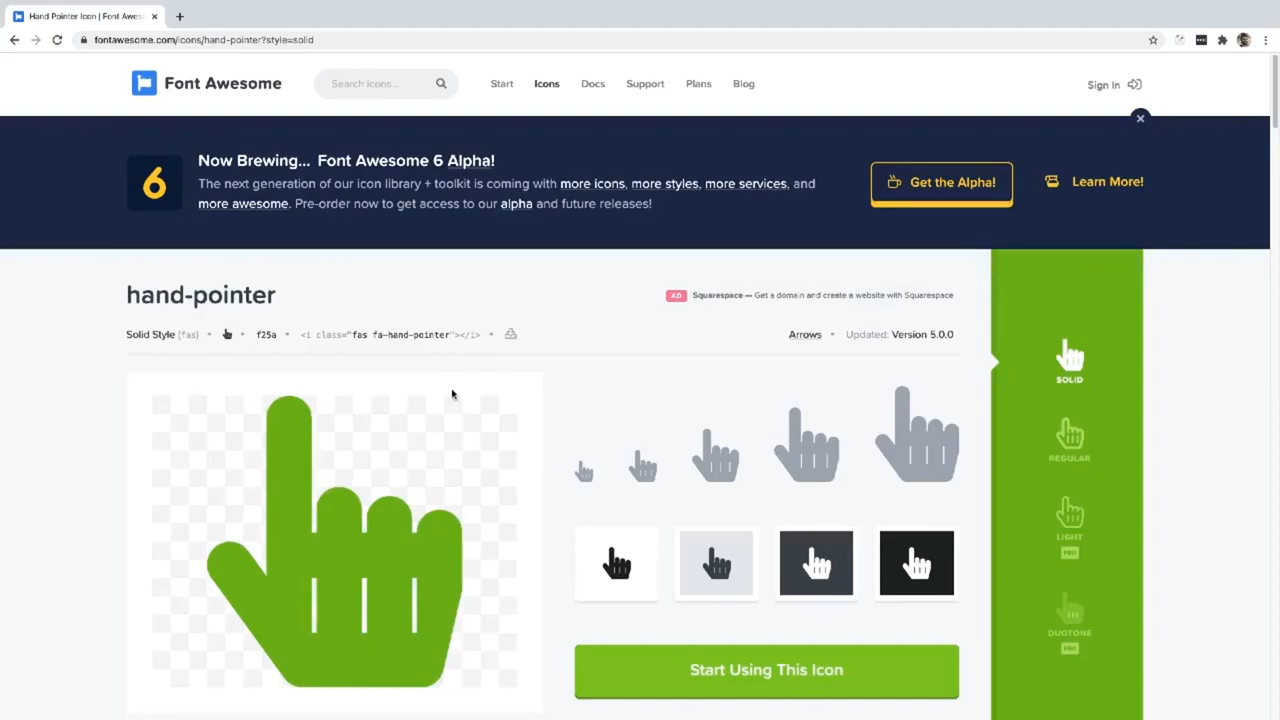 Hand Pointer Icon | Font Awes
fontawesome.com/icons/hand-pointer?style=solid
Font Awesome
Search icons...
Start
Icons
Docs
Support
Plans
Blog
Sign In
6
Now Brewing... Font Awesome 6 Alpha!
The next generation of our icon library + toolkit is coming with more icons, more styles, more services, and
more awesome. Pre-order now to get access to our alpha and future releases!
Get the Alpha!
Learn More!
hand-pointer
AD Squarespace — Get a domain and create a website with Squarespace
Solid Style (fas) • • f25a • <i class="fas fa-hand-pointer"></i> •
Arrows • Updated: Version 5.0.0
SOLID
REGULAR
LIGHT
PRO
DUOTONE
PRO
Start Using This Icon